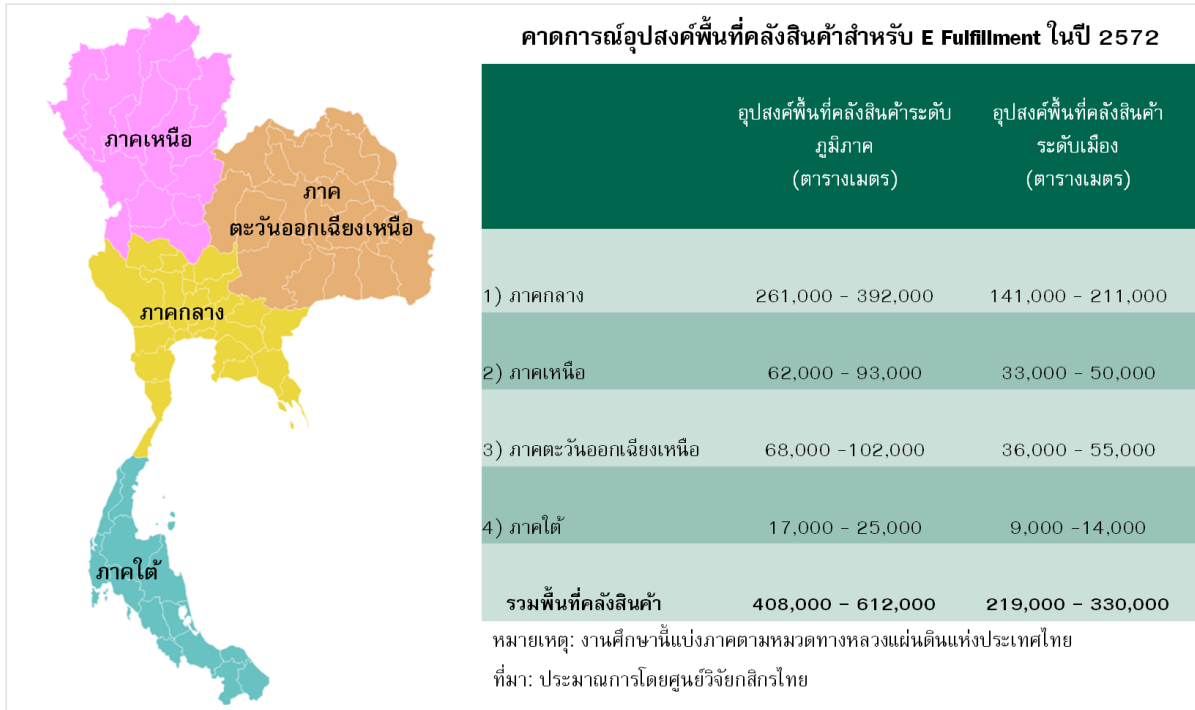 ภาคเหนือ
ภาค
ตะวันออกเฉียงเหนือ
ภาคกลาง
ภาคใต้
คาดการณ์อุปสงค์พื้นที่คลังสินค้าสำหรับ E Fulfillment ในปี 2572
อุปสงค์พื้นที่คลังสินค้าระดับ
ภูมิภาค
(ตารางเมตร)
อุปสงค์พื้นที่คลังสินค้า
ระดับเมือง
(ตารางเมตร)
1) ภาคกลาง 261,000 - 392,000 141,000 - 211,000
2) ภาคเหนือ 62,000 - 93,000 33,000 - 50,000
3) ภาคตะวันออกเฉียงเหนือ 68,000 -102,000 36,000 - 55,000
4) ภาคใต้ 17,000 - 25,000 9,000 -14,000
รวมพื้นที่คลังสินค้า 408,000 - 612,000 219,000 - 330,000
หมายเหตุ: งานศึกษานี้แบ่งภาคตามหมวดทางหลวงแผ่นดินแห่งประเทศไทย
ที่มา: ประมาณการโดยศูนย์วิจัยกสิกรไทย